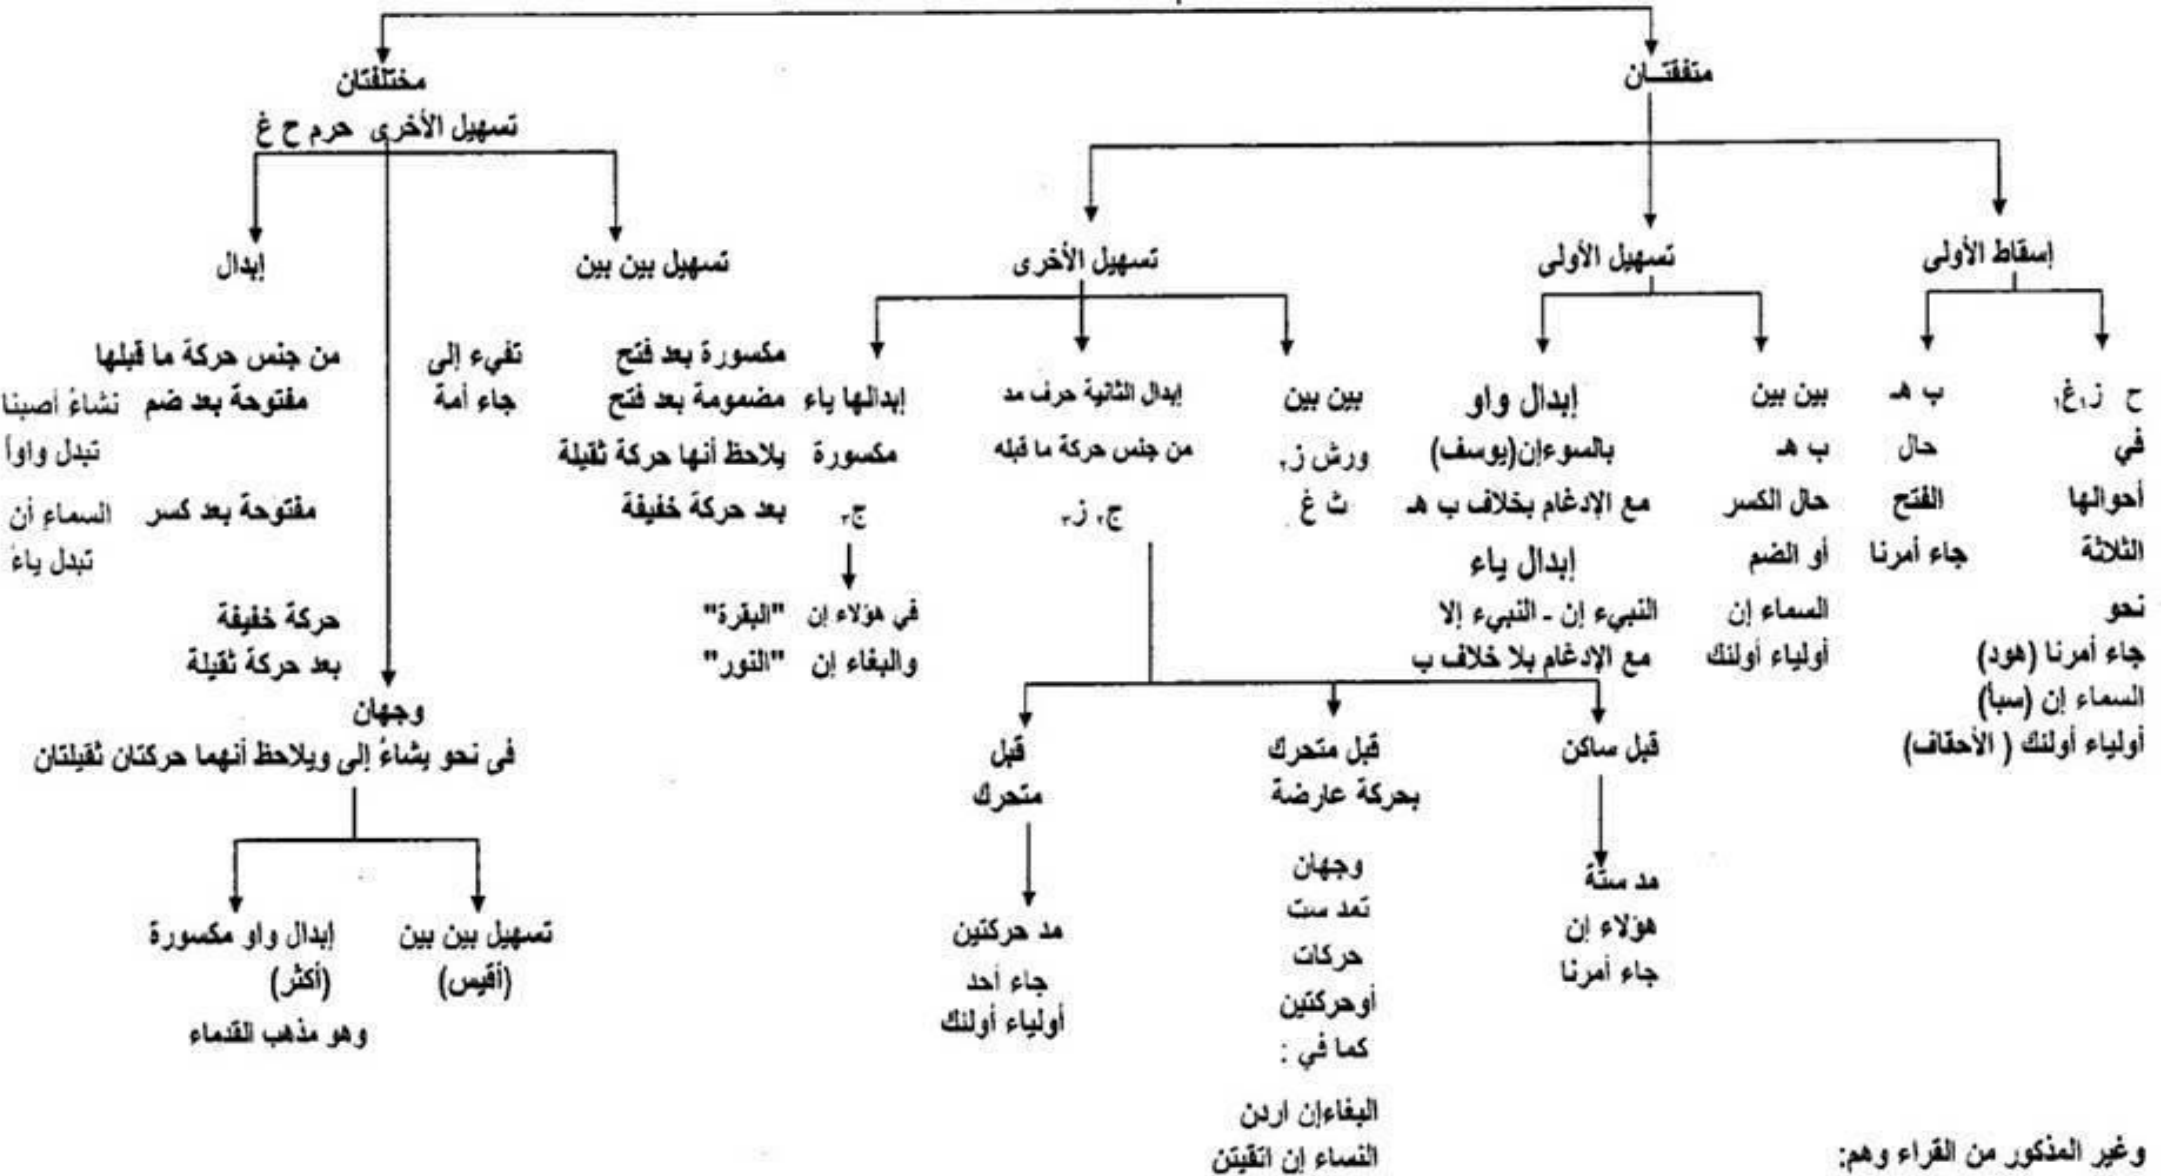 متفقتــان
مختلفتان
تسهيل الأخرى حرم ح غ
إسقاط الأولى
تسهيل الأولى
تسهيل الأخرى
تسهيل بين بين
إبدال
ح ز١غ١
في
أحوالها
الثلاثة
نحو
جاء أمرنا (هود)
السماء إن (سبأ)
أولياء أولئك ( الأحقاف)
ب هـ
حال
الفتح
جاء أمرنا
بين بين
ب هـ
حال الكسر
أو الضم
السماء إن
أولياء أولئك
إبدال واو
بالسوءإن(يوسف)
مع الإدغام بخلاف ب هـ
إبدال ياء
النبيء إن - النبيء إلا
مع الإدغام بلا خلاف ب
بين بين
ورش ز٢
ث غ
إبدال الثانية حرف مد
من جنس حركة ما قبله
ج٢ ز٣
قبل ساكن
مد ستة
هؤلاء إن
جاء أمرنا
قبل متحرك
بحركة عارضة
وجهان
تمد ست
حركات
أوحركتين
كما في :
البغاءإن اردن
النساء إن اتقيتن
قبل
متحرك
مد حركتين
جاء أحد
أولياء أولئك
إبدالها ياء
مكسورة
ج٣
في هؤلاء إن "البقرة"
والبغاء إن "النور"
مكسورة بعد فتح تفيء إلى
مضمومة بعد فتح جاء أمة
يلاحظ أنها حركة ثقيلة
بعد حركة خفيفة
من جنس حركة ما قبلها
مفتوحة بعد ضم نشاءُ أصبنا
تبدل واواً
مفتوحة بعد كسر السماءِ أن
تبدل ياءً
حركة خفيفة
بعد حركة ثقيلة
وجهان
فى نحو يشاءُ إلى ويلاحظ أنهما حركتان ثقيلتان
تسهيل بين بين
(أقيس)
إبدال واو مكسورة
(أكثر)
وهو مذهب القدماء
وغير المذكور من القراء وهم: